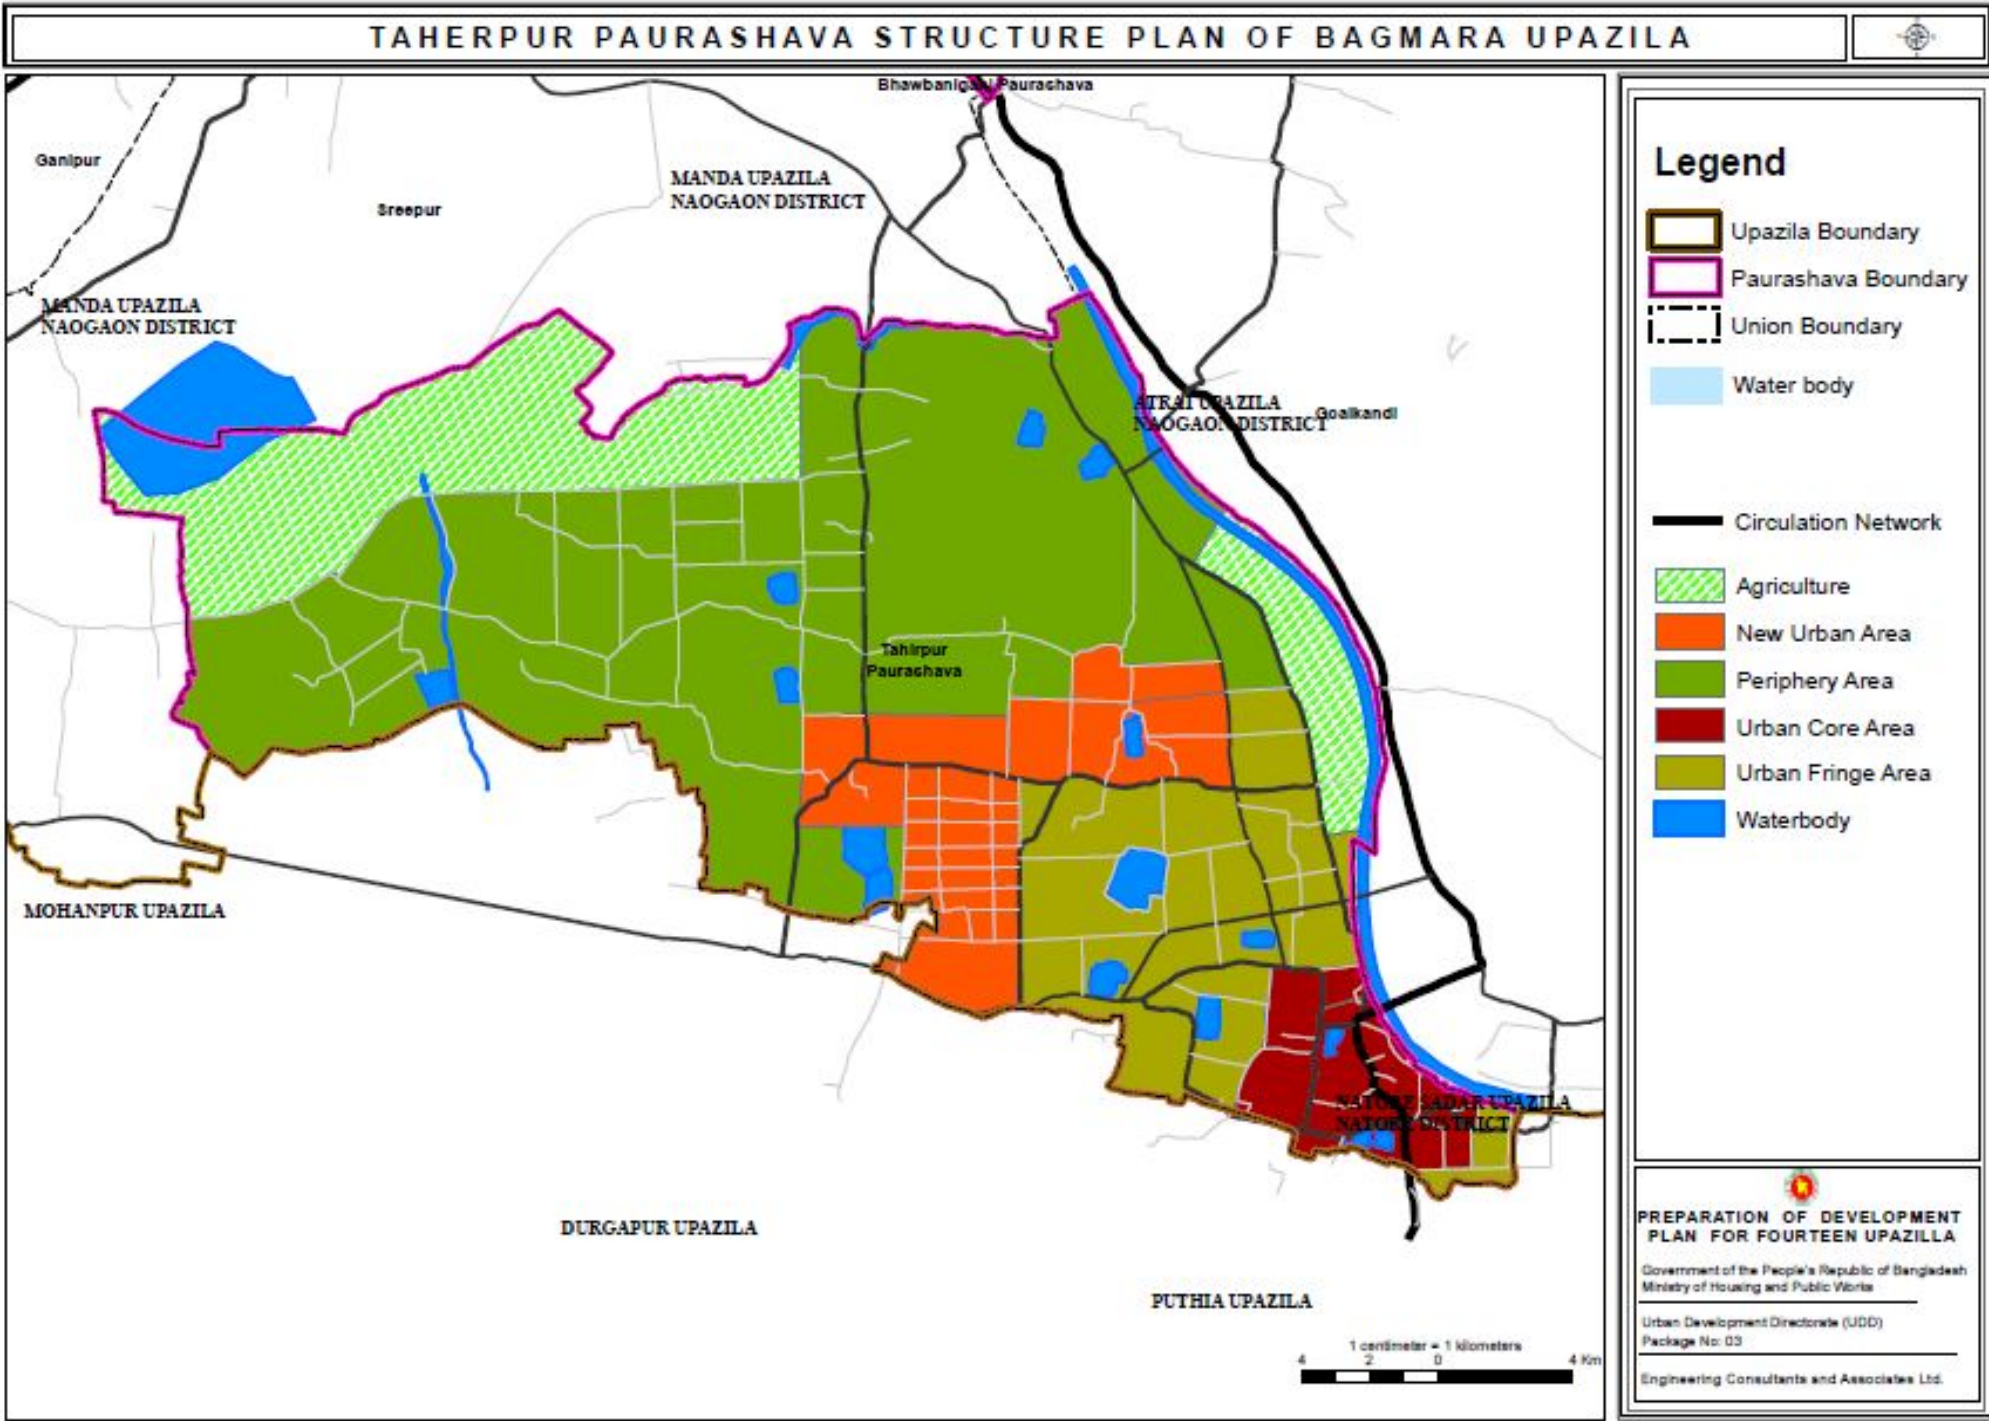 TAHERPUR PAURASHAVA STRUCTURE PLAN OF BAGMARA UPAZILA
Bhawbaniganj Paurashava
Ganipur
MANDA UPAZILA
NAOGAON DISTRICT
Sreepur
MANDA UPAZILA
NAOGAON DISTRICT
ATRAI UPAZILA
NAOGAON DISTRICT
Goalkandi
Tahirpur
Paurashava
MOHANPUR UPAZILA
NATORE SADAR UPAZILA
NATORE DISTRICT
DURGAPUR UPAZILA
PUTHIA UPAZILA
1 centimeter = 1 kilometers
4 2 0 4 Km
Legend
Upazila Boundary
Paurashava Boundary
Union Boundary
Water body
Circulation Network
Agriculture
New Urban Area
Periphery Area
Urban Core Area
Urban Fringe Area
Waterbody
PREPARATION OF DEVELOPMENT
PLAN FOR FOURTEEN UPAZILLA
Government of the People's Republic of Bangladesh
Ministry of Housing and Public Works
Urban Development Directorate (UDD)
Package No: 03
Engineering Consultants and Associates Ltd.